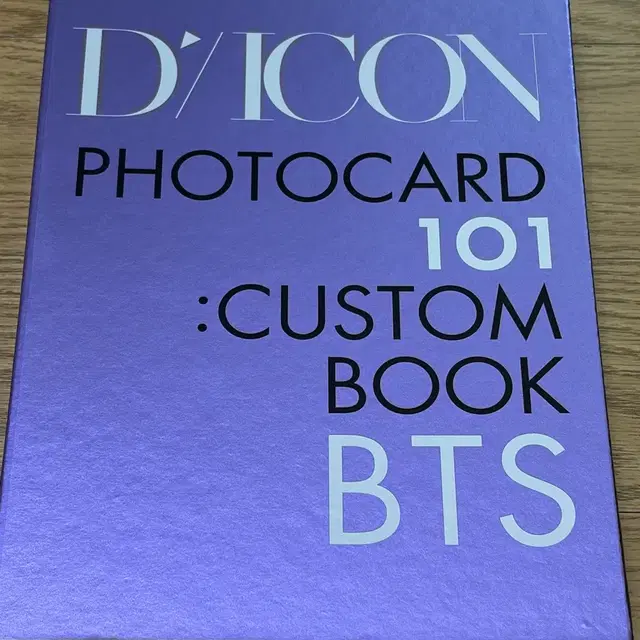 D'/ICON
PHOTOCARD
101
:CUSTOM
BOOK
BTS